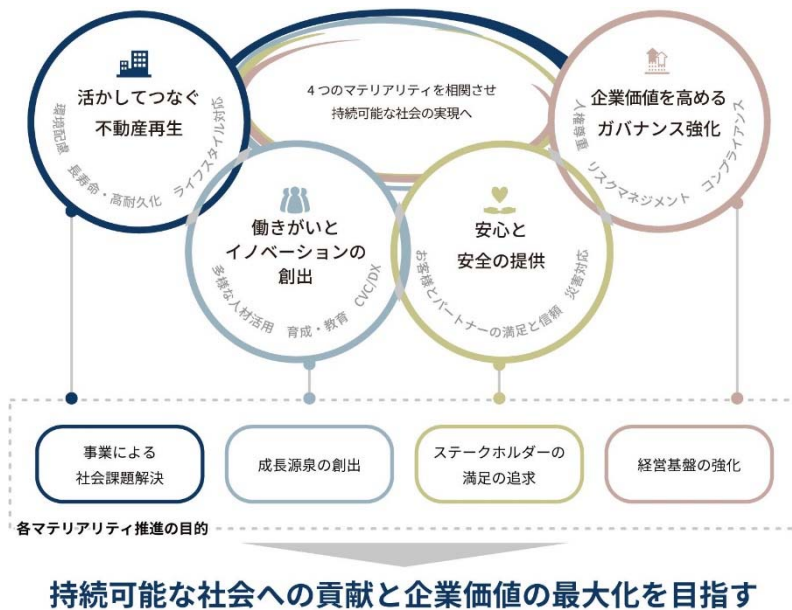 4つのマテリアリティを相関させ
持続可能な社会の実現へ
活かしてつなぐ
不動産再生
環境配慮 長寿命・高耐久化 ライフスタイル対応
働きがいと
イノベーションの
創出
多様な人材活用 育成・教育 CVC/DX
安心と
安全の提供
お客様とパートナーの満足と信頼 災害対応
企業価値を高める
ガバナンス強化
人権尊重 リスクマネジメント コンプライアンス
事業による
社会課題解決
成長源泉の創出
ステークホルダーの
満足の追求
経営基盤の強化
各マテリアリティ推進の目的
持続可能な社会への貢献と企業価値の最大化を目指す